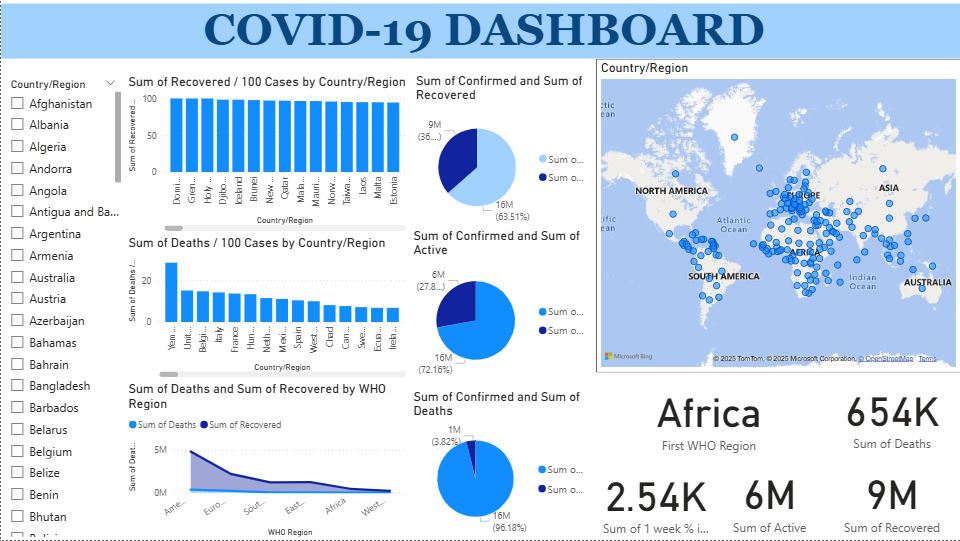 COVID-19 DASHBOARD
Country/Region
Afghanistan
Albania
Algeria
Andorra
Angola
Antigua and Ba...
Argentina
Armenia
Australia
Austria
Azerbaijan
Bahamas
Bahrain
Bangladesh
Barbados
Belarus
Belgium
Belize
Benin
Bhutan
Sum of Recovered / 100 Cases by Country/Region
Sum of Recovered ...
100
50
0
Domi...
Gren...
Holy ...
Djibo...
Iceland
Brunei
New ...
Qatar
Mala...
Mauri...
Norw...
Taiwa...
Laos
Malta
Estonia
Country/Region
Sum of Deaths / 100 Cases by Country/Region
Sum of Deaths /...
20
0
Yem...
Unit...
Belgi...
Italy
France
Hun...
Neth...
Mexi...
Spain
West...
Chad
Can...
Swe...
Ecua...
Irela...
Country/Region
Sum of Deaths and Sum of Recovered by WHO
Region
Sum of Deaths Sum of Recovered
Sum of Deat...
5M
0M
Ame...
Euro...
Sout...
East...
Africa
West...
WHO Region
Sum of Confirmed and Sum of
Recovered
9M
(36....)
16M
(63.51%)
Sum o...
Sum o...
Sum of Confirmed and Sum of
Active
6M
(27.8...)
16M
(72.16%)
Sum o...
Sum o...
Sum of Confirmed and Sum of
Deaths
1M
(3.82%)
16M
(96.18%)
Sum o...
Sum o...
Country/Region
ctic
ean
NORTH AMERICA
EUROPE
ASIA
Atlantic
Ocean
ific
ean
AFRICA
SOUTH AMERICA
Indian
Ocean
AUSTRALIA
Microsoft Bing
© 2025 TomTom, © 2025 Microsoft Corporation, © OpenStreetMap Terms
Africa
First WHO Region
654K
Sum of Deaths
2.54K
Sum of 1 week % i...
6M
Sum of Active
9M
Sum of Recovered